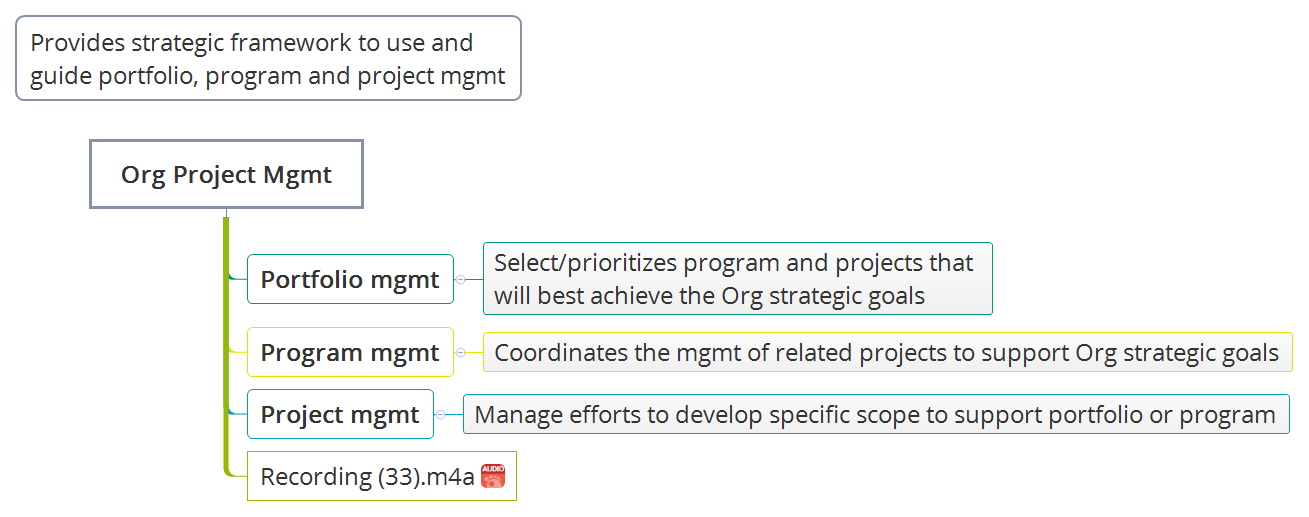 Provides strategic framework to use and
guide portfolio, program and project mgmt
Org Project Mgmt
Portfolio mgmt
Select/prioritizes program and projects that
will best achieve the Org strategic goals
Program mgmt
Coordinates the mgmt of related projects to support Org strategic goals
Project mgmt
Manage efforts to develop specific scope to support portfolio or program
Recording (33).m4a
AUDIO